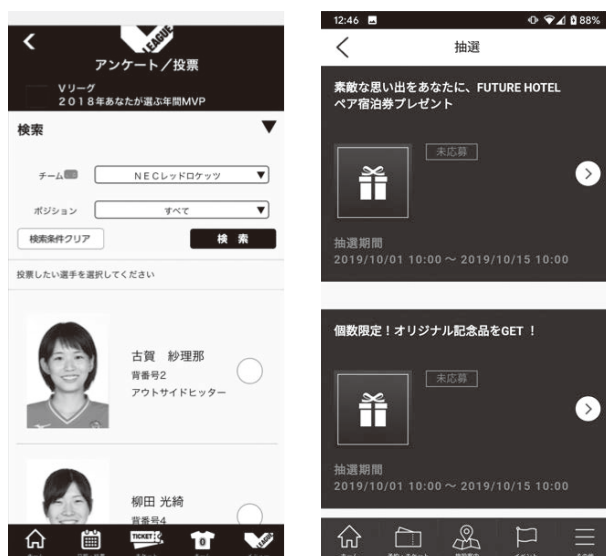 LEAGUE
アンケート／投票
Vリーグ
2018年あなたが選ぶ年間MVP
検索
チーム
NECレッドロケッツ
ポジション
すべて
検索条件クリア
検 索
投票したい選手を選択してください
古賀 紗理那
背番号2
アウトサイドヒッター
柳田 光綺
背番号4
TICKET
12:46
88%
抽選
素敵な思い出をあなたに、FUTURE HOTEL
ペア宿泊券プレゼント
未応募
抽選期間
2019/10/01 10:00 ～ 2019/10/15 10:00
個数限定！オリジナル記念品をGET ！
未応募
抽選期間
2019/10/01 10:00 ～ 2019/10/15 10:00